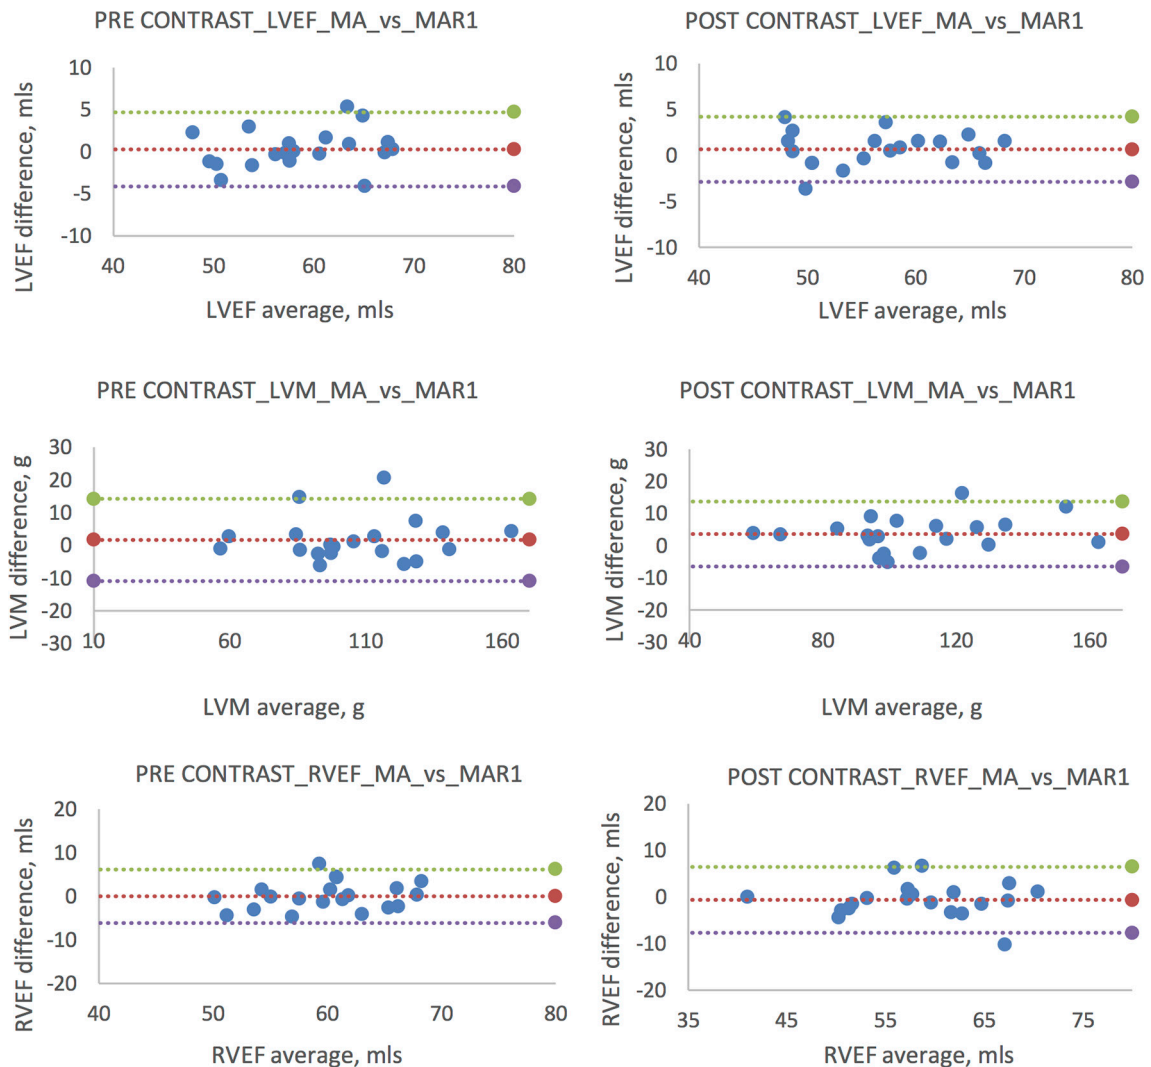 PRE CONTRAST_LVEF_MA_vs_MAR1
LVEF difference, mls
10
5
0
-5
-10
40 50 60 70 80
LVEF average, mls
POST CONTRAST_LVEF_MA_vs_MAR1
LVEF difference, mls
10
5
0
-5
-10
40 50 60 70 80
LVEF average, mls
PRE CONTRAST_LVM_MA_vs_MAR1
LVM difference, g
30
20
10
0
-10
-20
-30
10 60 110 160
LVM average, g
POST CONTRAST_LVM_MA_vs_MAR1
LVM difference, g
30
20
10
0
-10
-20
-30
40 80 120 160
LVM average, g
PRE CONTRAST_RVEF_MA_vs_MAR1
RVEF difference, mls
20
10
0
-10
-20
40 50 60 70 80
RVEF average, mls
POST CONTRAST_RVEF_MA_vs_MAR1
RVEF difference, mls
20
10
0
-10
-20
35 45 55 65 75
RVEF average, mls